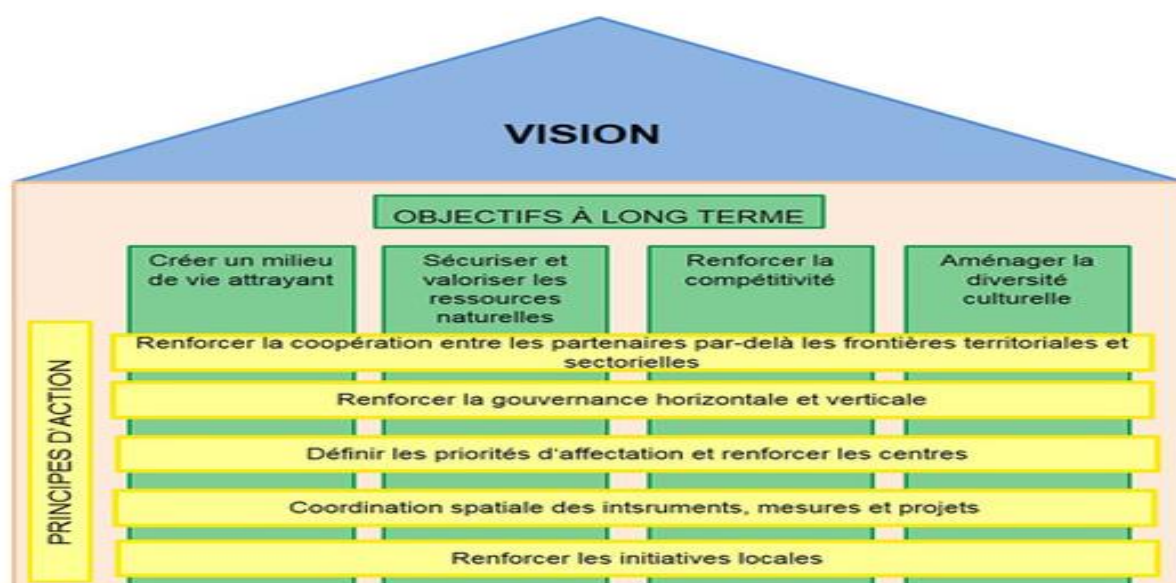 VISION
OBJECTIFS À LONG TERME
Créer un milieu
de vie attrayant
Sécuriser et
valoriser les
ressources
naturelles
Renforcer la
compétitivité
Aménager la
diversité
culturelle
PRINCIPES D'ACTION
Renforcer la coopération entre les partenaires par-delà les frontières territoriales et
sectorielles
Renforcer la gouvernance horizontale et verticale
Définir les priorités d'affectation et renforcer les centres
Coordination spatiale des intsruments, mesures et projets
Renforcer les initiatives locales